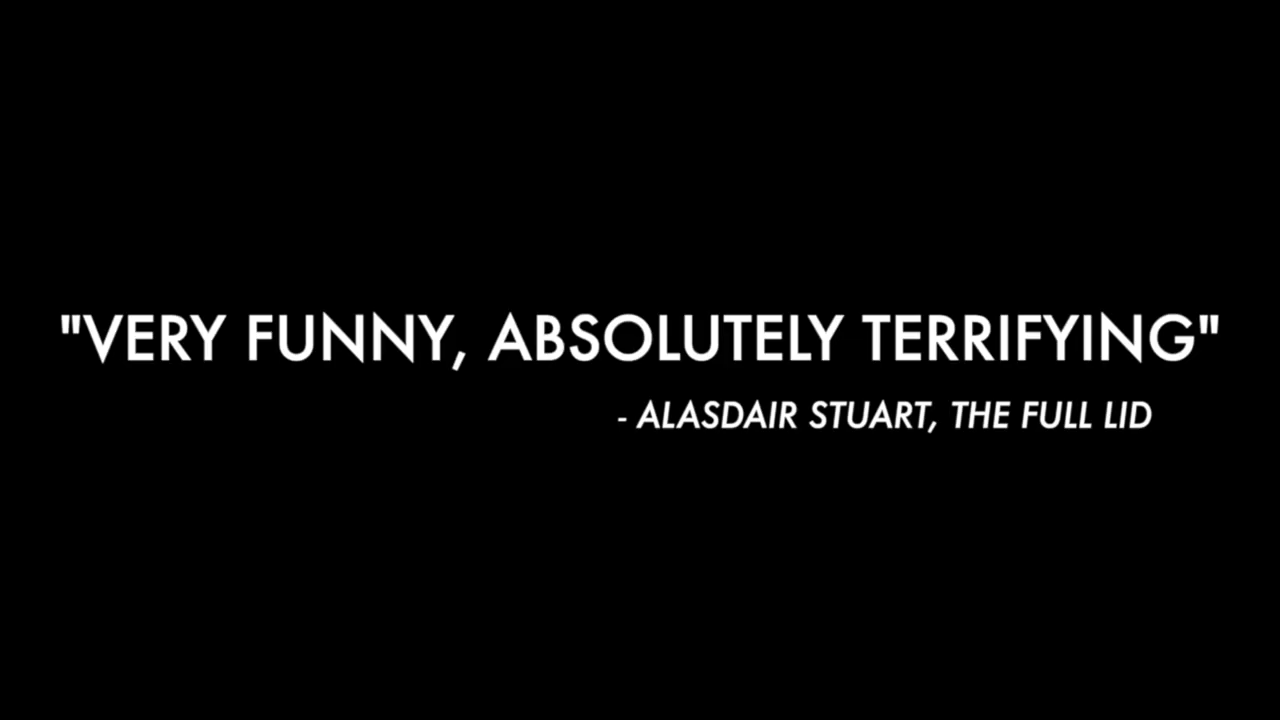 "VERY FUNNY, ABSOLUTELY TERRIFYING"
- ALASDAIR STUART, THE FULL LID